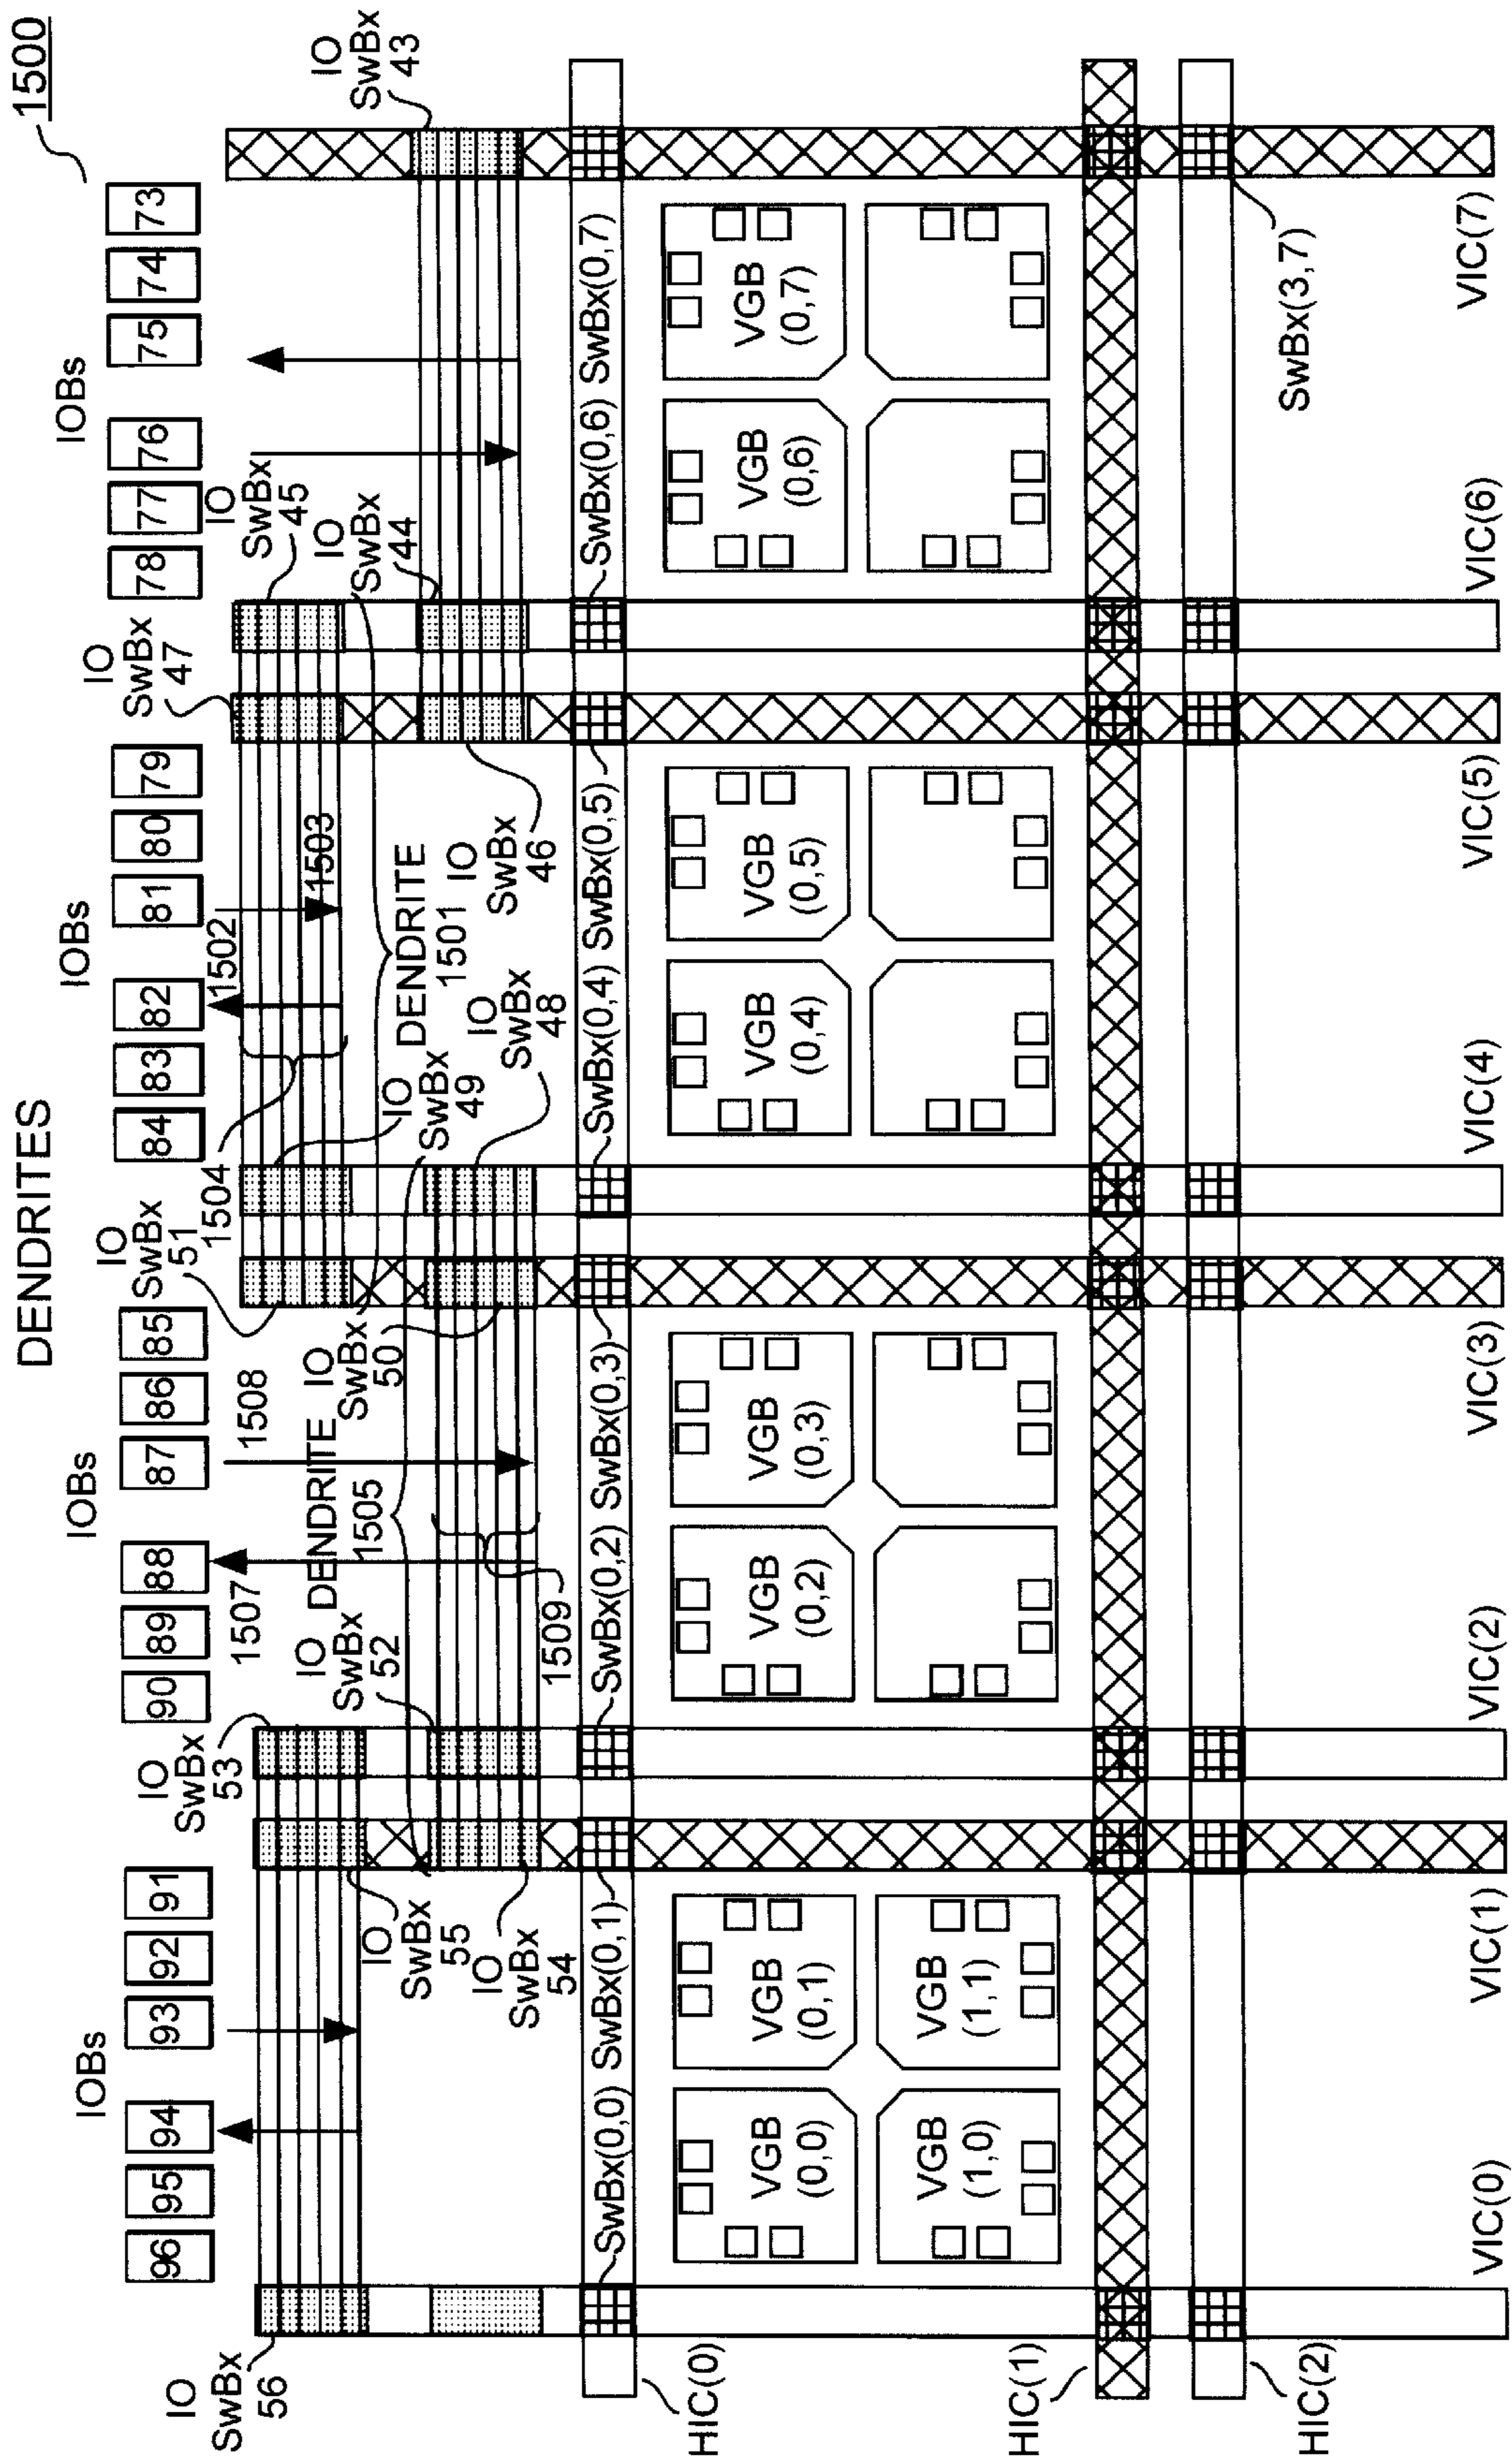 DENDRITES
1500
IOBs
IOBs
IOBs
IOBs
96
95
94
93
92
91
90
89
88
87
86
85
84
83
82
81
80
79
78
77
76
75
74
73
IO
SwBx
56
IO
SwBx
55
IO
SwBx
54
IO
SwBx
53
IO
SwBx
52
1507
1508
DENDRITE
1505
1509
IO
SwBx
51
IO
SwBx
50
1504
IO
SwBx
49
IO
SwBx
48
1502
1503
DENDRITE
1501
IO
SwBx
47
IO
SwBx
46
IO
SwBx
45
IO
SwBx
44
IO
SwBx
43
SwBx(0,0)
SwBx(0,1)
SwBx(0,2)
SwBx(0,3)
SwBx(0,4)
SwBx(0,5)
SwBx(0,6)
SwBx(0,7)
HIC(0)
VGB
(0,0)
VGB
(0,1)
VGB
(0,2)
VGB
(0,3)
VGB
(0,4)
VGB
(0,5)
VGB
(0,6)
VGB
(0,7)
VGB
(1,0)
VGB
(1,1)
HIC(1)
HIC(2)
SwBx(3,7)
VIC(0)
VIC(1)
VIC(2)
VIC(3)
VIC(4)
VIC(5)
VIC(6)
VIC(7)